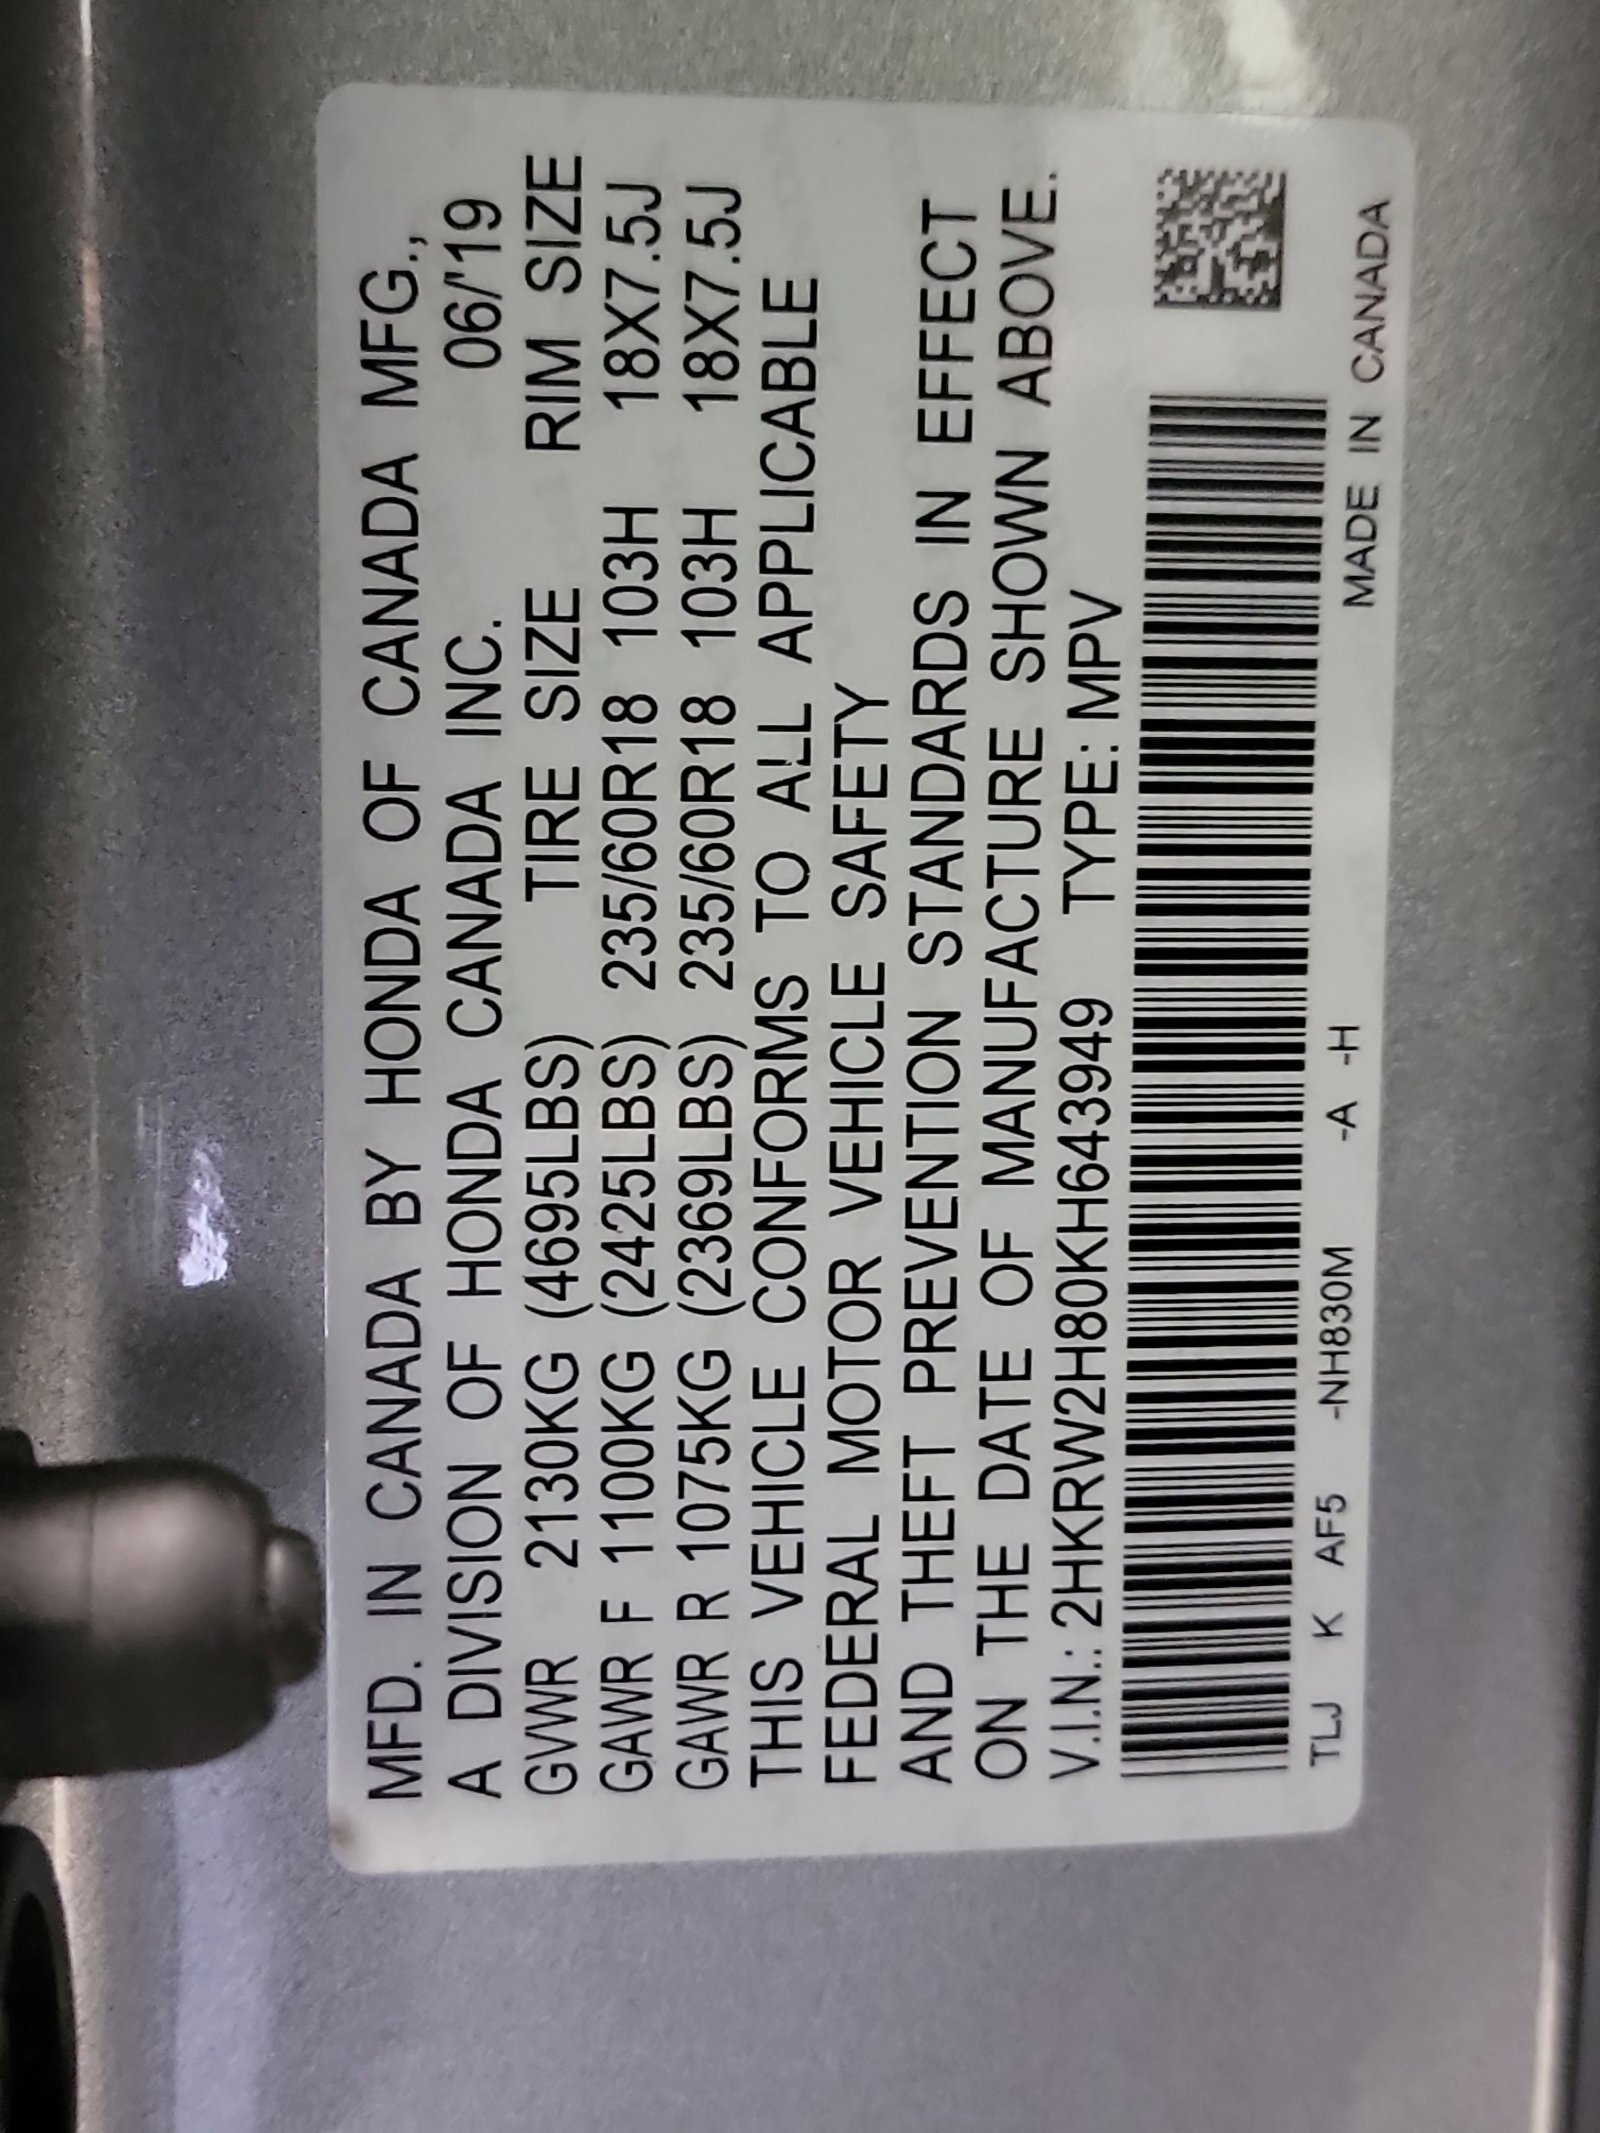 MFD. IN CANADA BY HONDA OF CANADA MFG.,
A DIVISION OF HONDA CANADA INC. 06/'19
GVWR 2130KG (4695LBS) TIRE SIZE RIM SIZE
GAWR F 1100KG (2425LBS) 235/60R18 103H 18X7.5J
GAWR R 1075KG (2369LBS) 235/60R18 103H 18X7.5J
THIS VEHICLE CONFORMS TO ALL APPLICABLE
FEDERAL MOTOR VEHICLE SAFETY
AND THEFT PREVENTION STANDARDS IN EFFECT
ON THE DATE OF MANUFACTURE SHOWN ABOVE.
V.I.N.: 2HKRW2H80KH643949 TYPE: MPV
TLJ K AF5 -NH830M -A -H MADE IN CANADA